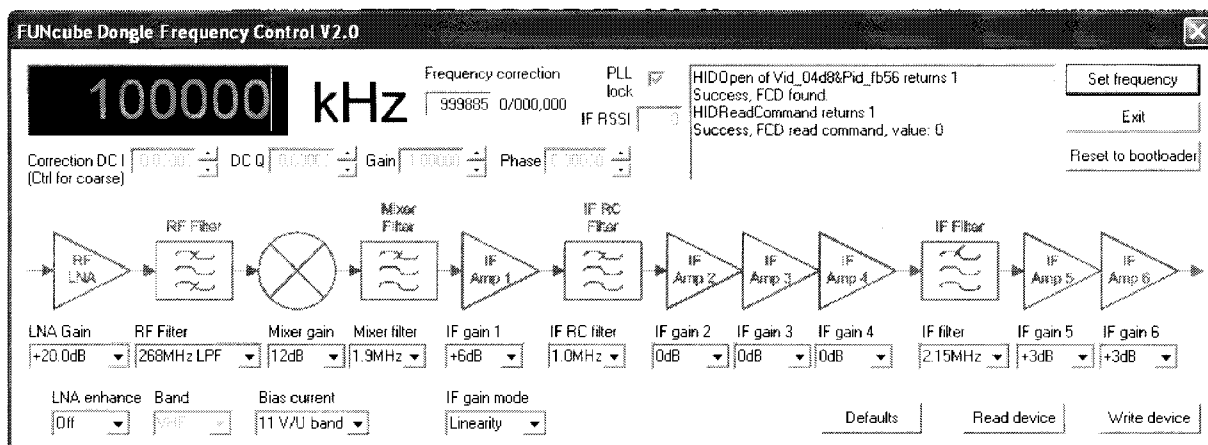 FUNcube Dongle Frequency Control V2.0
100000 kHz
Frequency correction
999885 0/000,000
PLL lock
IF RSSI
HIDOpen of Vid_04d8&Pid_fb56 returns 1
Success, FCD found.
HIDReadCommand returns 1
Success, FCD read command, value: 0
Set frequency
Exit
Reset to bootloader
Correction DC I
(Ctrl for coarse)
DC Q
Gain
Phase
RF Filter
Mixer Filter
IF RC Filter
IF Filter
RF LNA
IF Amp 1
IF Amp 2
IF Amp 3
IF Amp 4
IF Amp 5
IF Amp 6
LNA Gain RF Filter Mixer gain Mixer filter IF gain 1 IF RC filter IF gain 2 IF gain 3 IF gain 4 IF filter IF gain 5 IF gain 6
+20.0dB 268MHz LPF 12dB 1.9MHz +6dB 1.0MHz 0dB 0dB 0dB 2.15MHz +3dB +3dB
LNA enhance Band Bias current IF gain mode
Off VHF 11 V/U band Linearity
Defaults Read device Write device